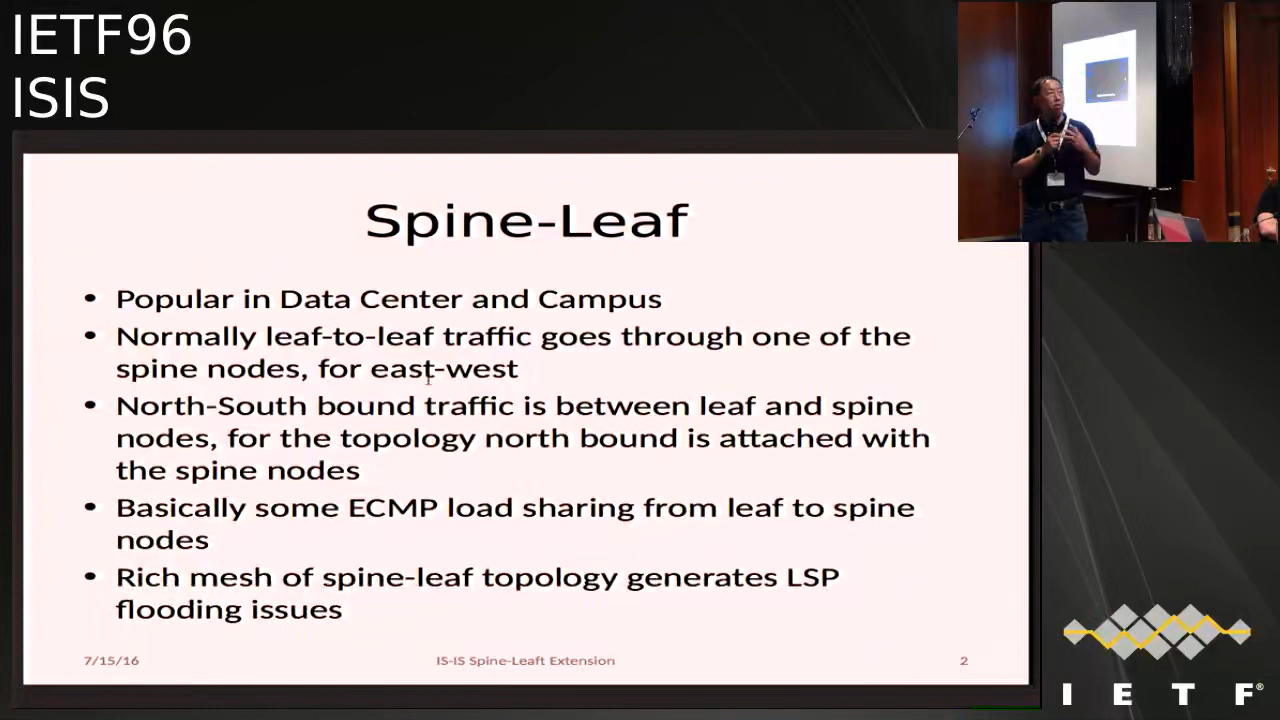 IETF96
ISIS
Spine-Leaf
• Popular in Data Center and Campus
• Normally leaf-to-leaf traffic goes through one of the
spine nodes, for east-west
• North-South bound traffic is between leaf and spine
nodes, for the topology north bound is attached with
the spine nodes
• Basically some ECMP load sharing from leaf to spine
nodes
• Rich mesh of spine-leaf topology generates LSP
flooding issues
7/15/16 IS-IS Spine-Leaft Extension 2
I E T F®